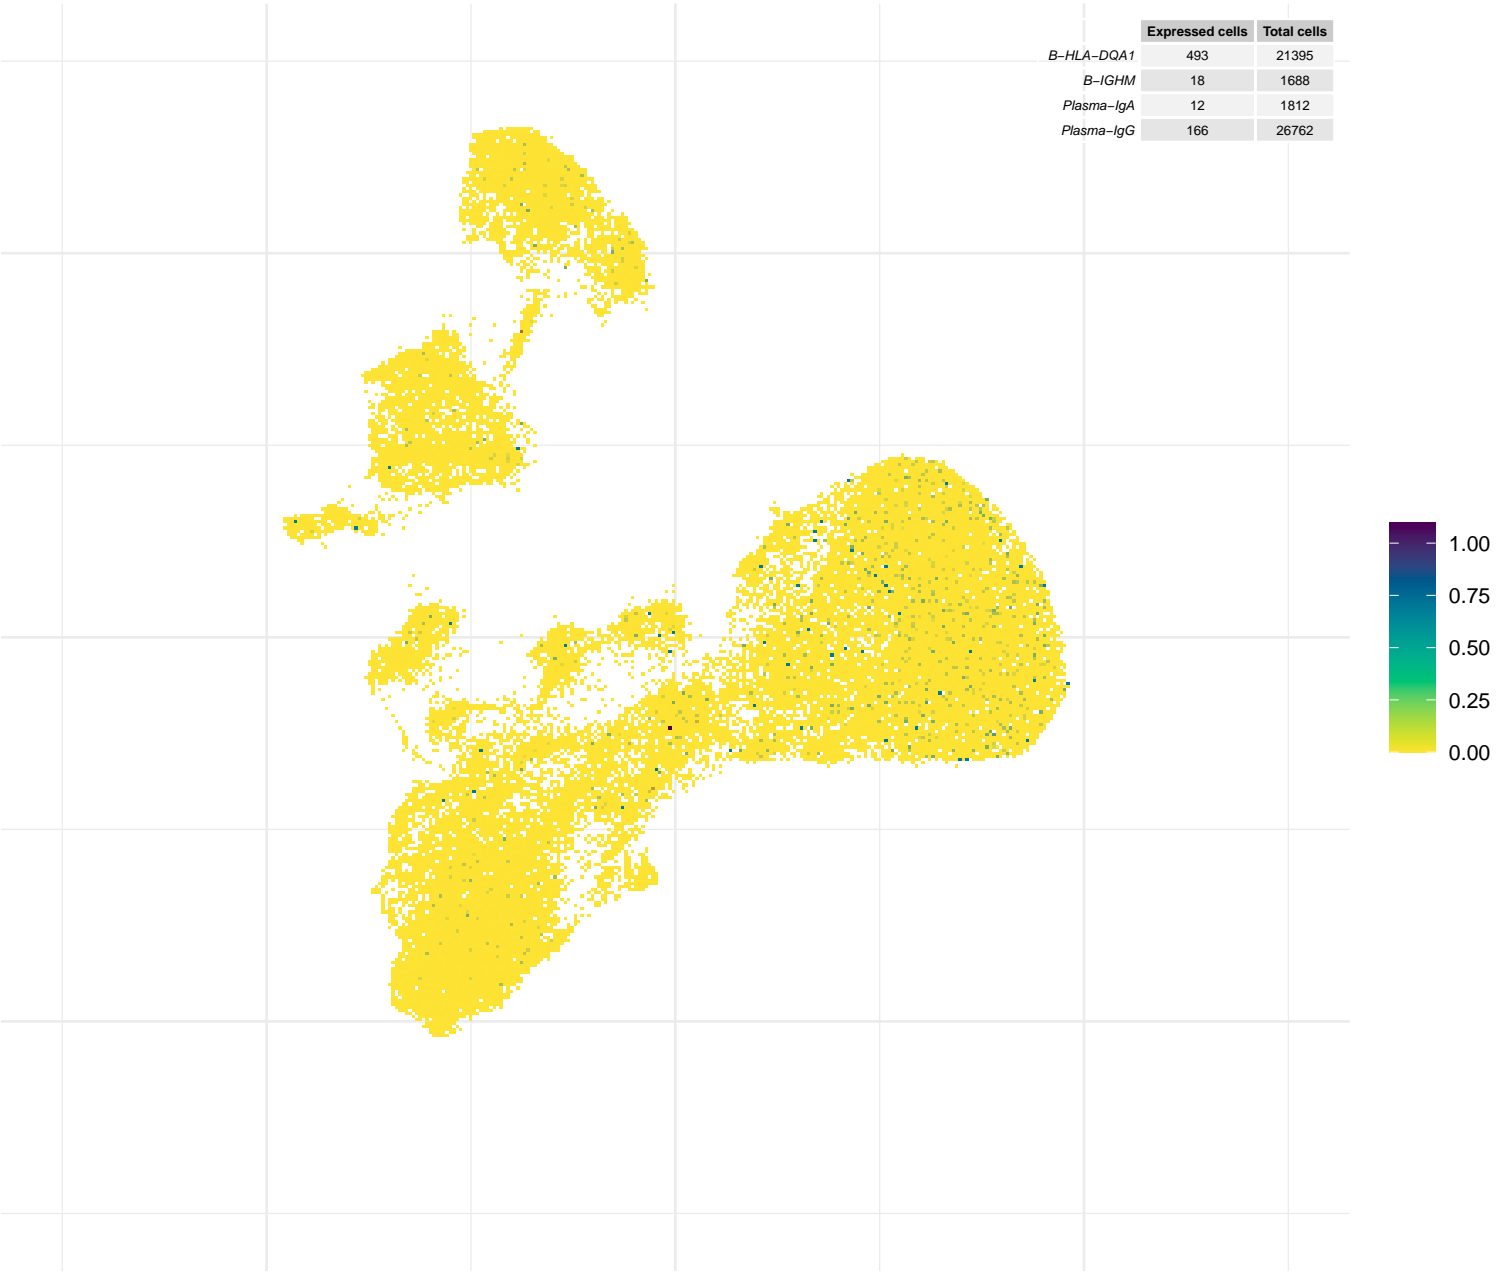 Expressed cells Total cells
B−HLA−DQA1 493 21395
B−IGHM 18 1688
Plasma−IgA 12 1812
Plasma−IgG 166 26762
1.00
0.75
0.50
0.25
0.00